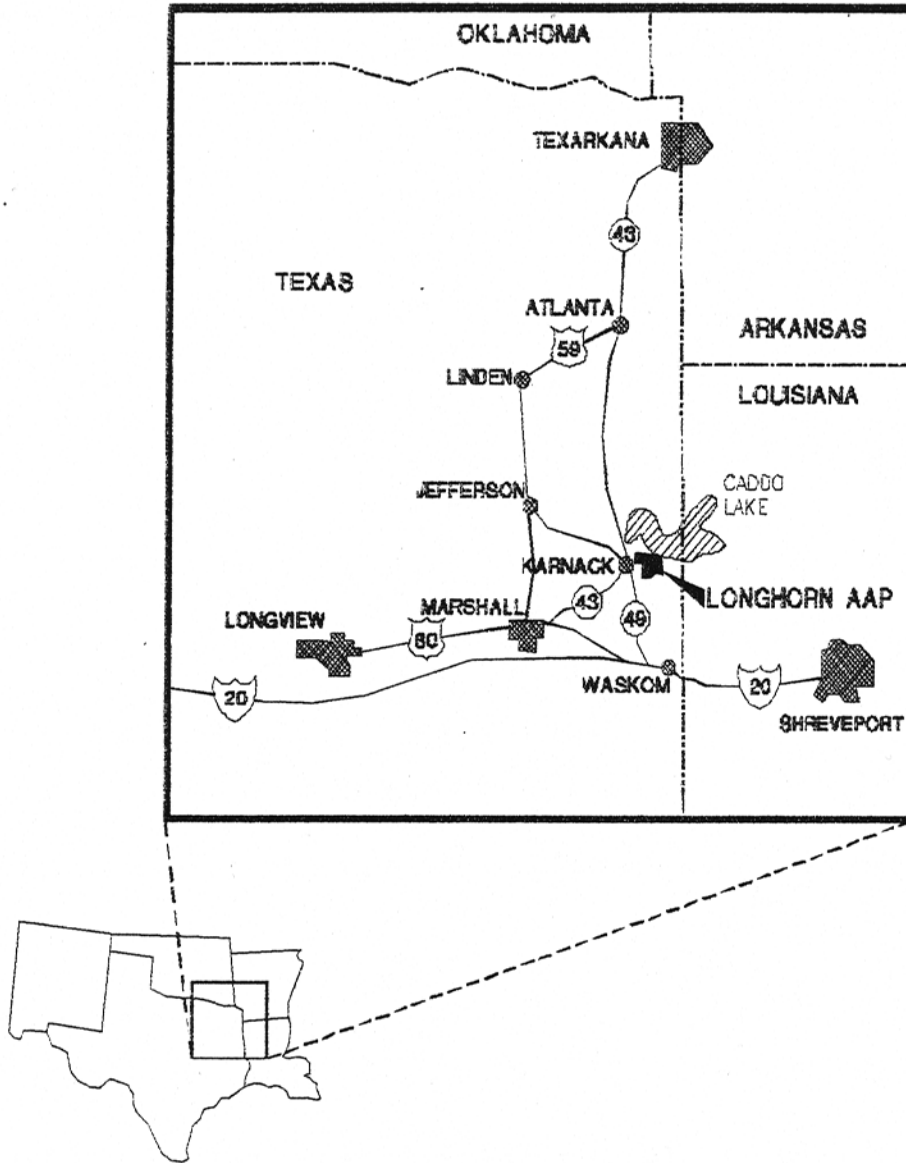 OKLAHOMA
TEXARKANA
43
TEXAS
ATLANTA
ARKANSAS
59
LINDEN
LOUISIANA
JEFFERSON
CADDO
LAKE
KARNACK
LONGHORN AAP
43
MARSHALL
49
LONGVIEW
80
20
WASKOM
20
SHREVEPORT